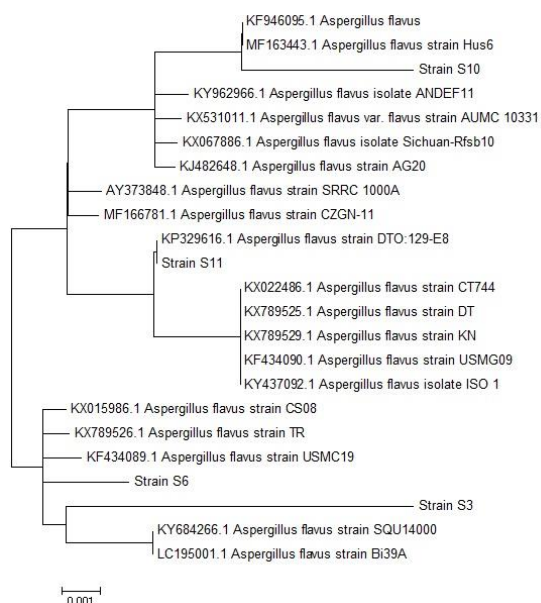 KF946095.1 Aspergillus flavus
MF163443.1 Aspergillus flavus strain Hus6
Strain S10
KY962966.1 Aspergillus flavus isolate ANDEF11
KX531011.1 Aspergillus flavus var. flavus strain AUMC 10331
KX067886.1 Aspergillus flavus isolate Sichuan-Rfsb10
KJ482648.1 Aspergillus flavus strain AG20
AY373848.1 Aspergillus flavus strain SRRC 1000A
MF166781.1 Aspergillus flavus strain CZGN-11
KP329616.1 Aspergillus flavus strain DTO:129-E8
Strain S11
KX022486.1 Aspergillus flavus strain CT744
KX789525.1 Aspergillus flavus strain DT
KX789529.1 Aspergillus flavus strain KN
KF434090.1 Aspergillus flavus strain USMG09
KY437092.1 Aspergillus flavus isolate ISO 1
KX015986.1 Aspergillus flavus strain CS08
KX789526.1 Aspergillus flavus strain TR
KF434089.1 Aspergillus flavus strain USMC19
Strain S6
Strain S3
KY684266.1 Aspergillus flavus strain SQU14000
LC195001.1 Aspergillus flavus strain Bi39A
0.001